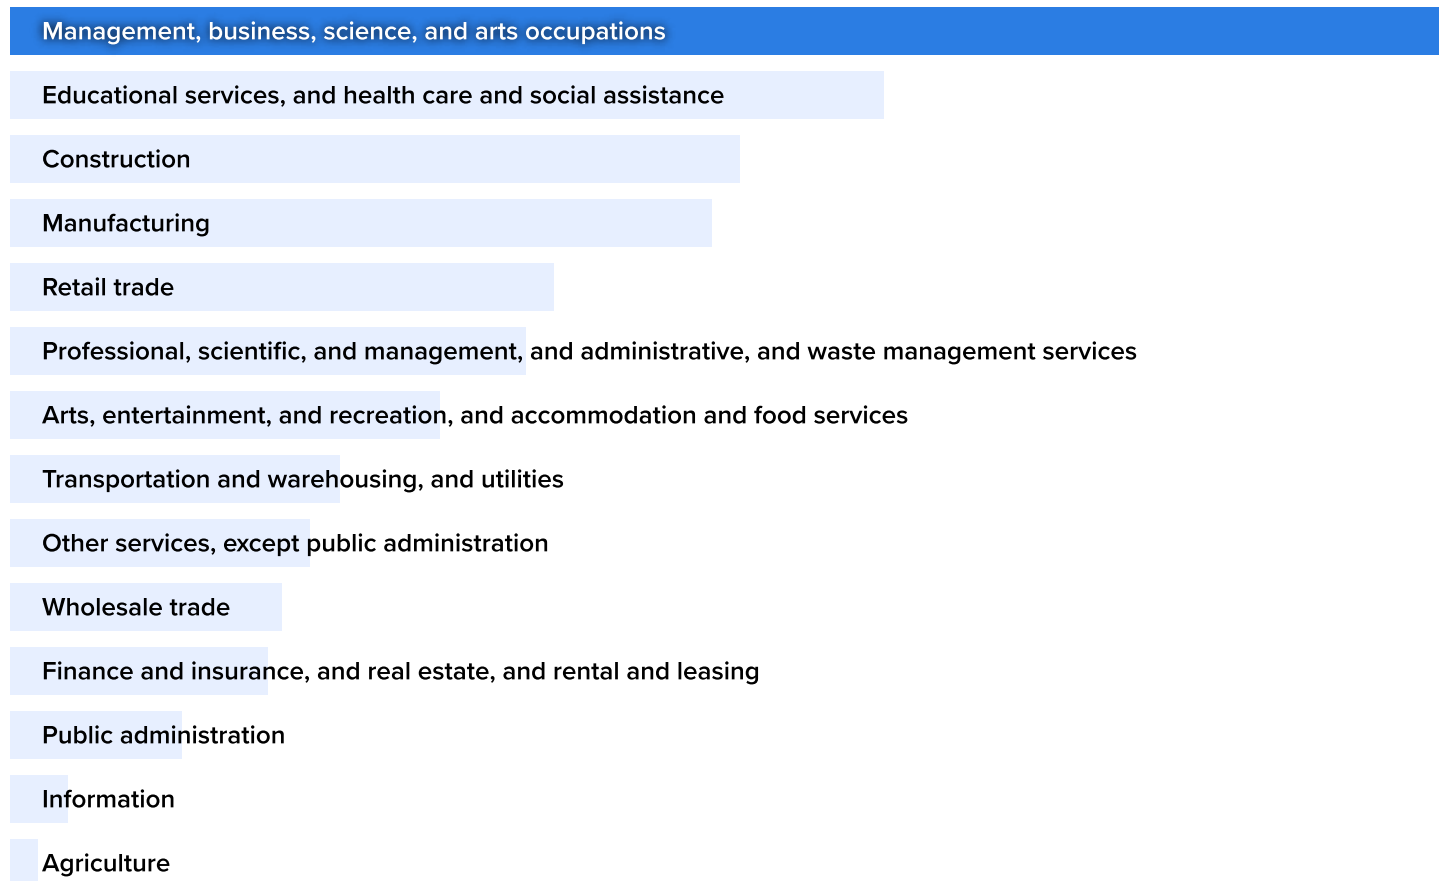 Management, business, science, and arts occupations
Educational services, and health care and social assistance
Construction
Manufacturing
Retail trade
Professional, scientific, and management, and administrative, and waste management services
Arts, entertainment, and recreation, and accommodation and food services
Transportation and warehousing, and utilities
Other services, except public administration
Wholesale trade
Finance and insurance, and real estate, and rental and leasing
Public administration
Information
Agriculture